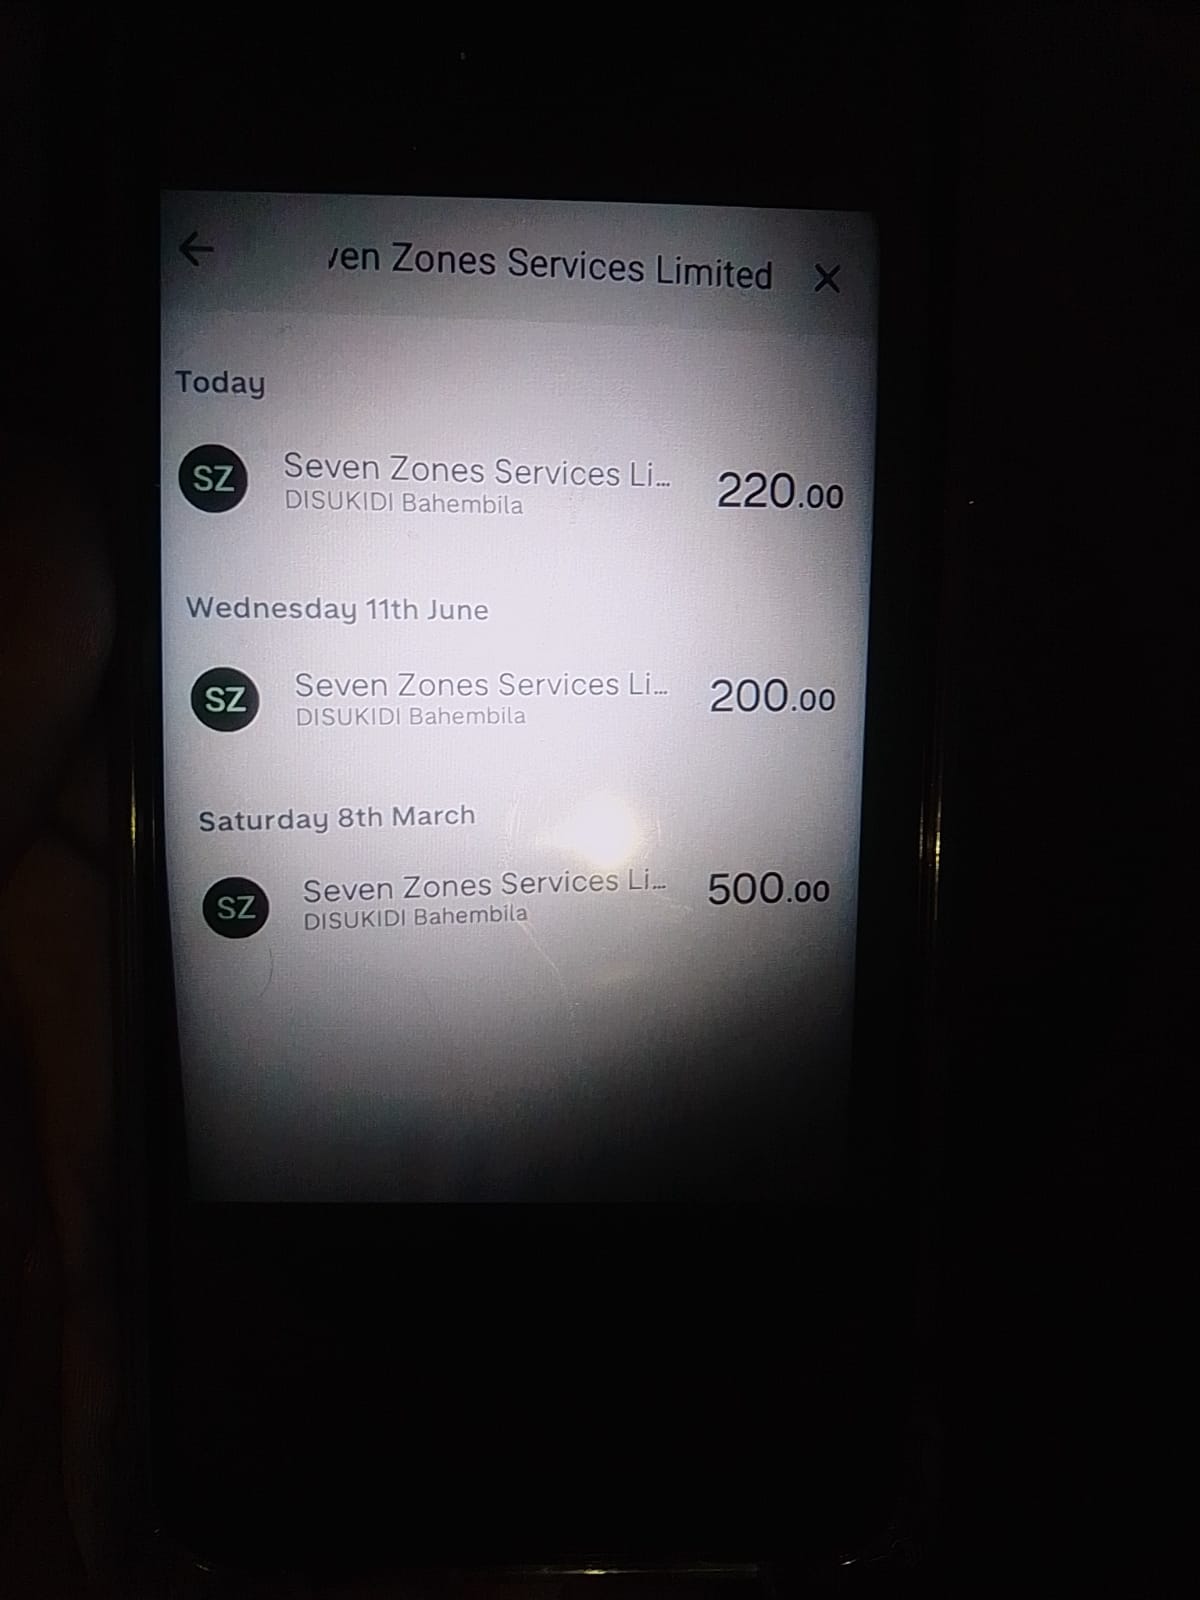 ven Zones Services Limited
Today
SZ
Seven Zones Services Li...
DISUKIDI Bahembila
220.00
Wednesday 11th June
SZ
Seven Zones Services Li...
DISUKIDI Bahembila
200.00
Saturday 8th March
SZ
Seven Zones Services Li...
DISUKIDI Bahembila
500.00